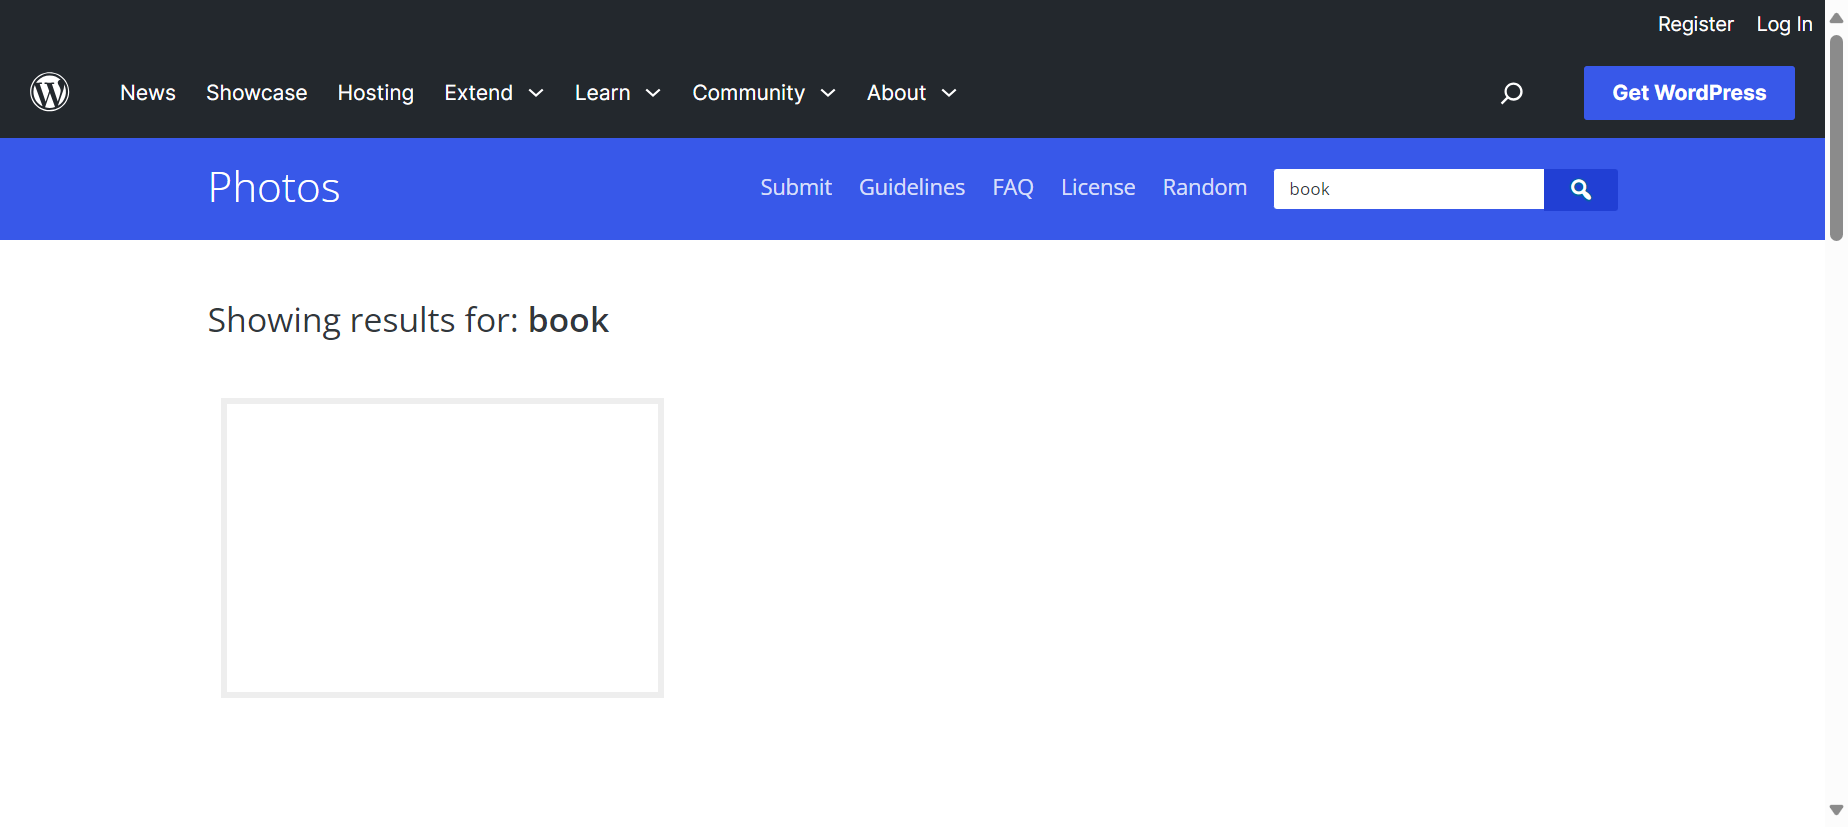 Register Log In
News Showcase Hosting Extend Learn Community About Get WordPress
Photos Submit Guidelines FAQ License Random book
Showing results for: book